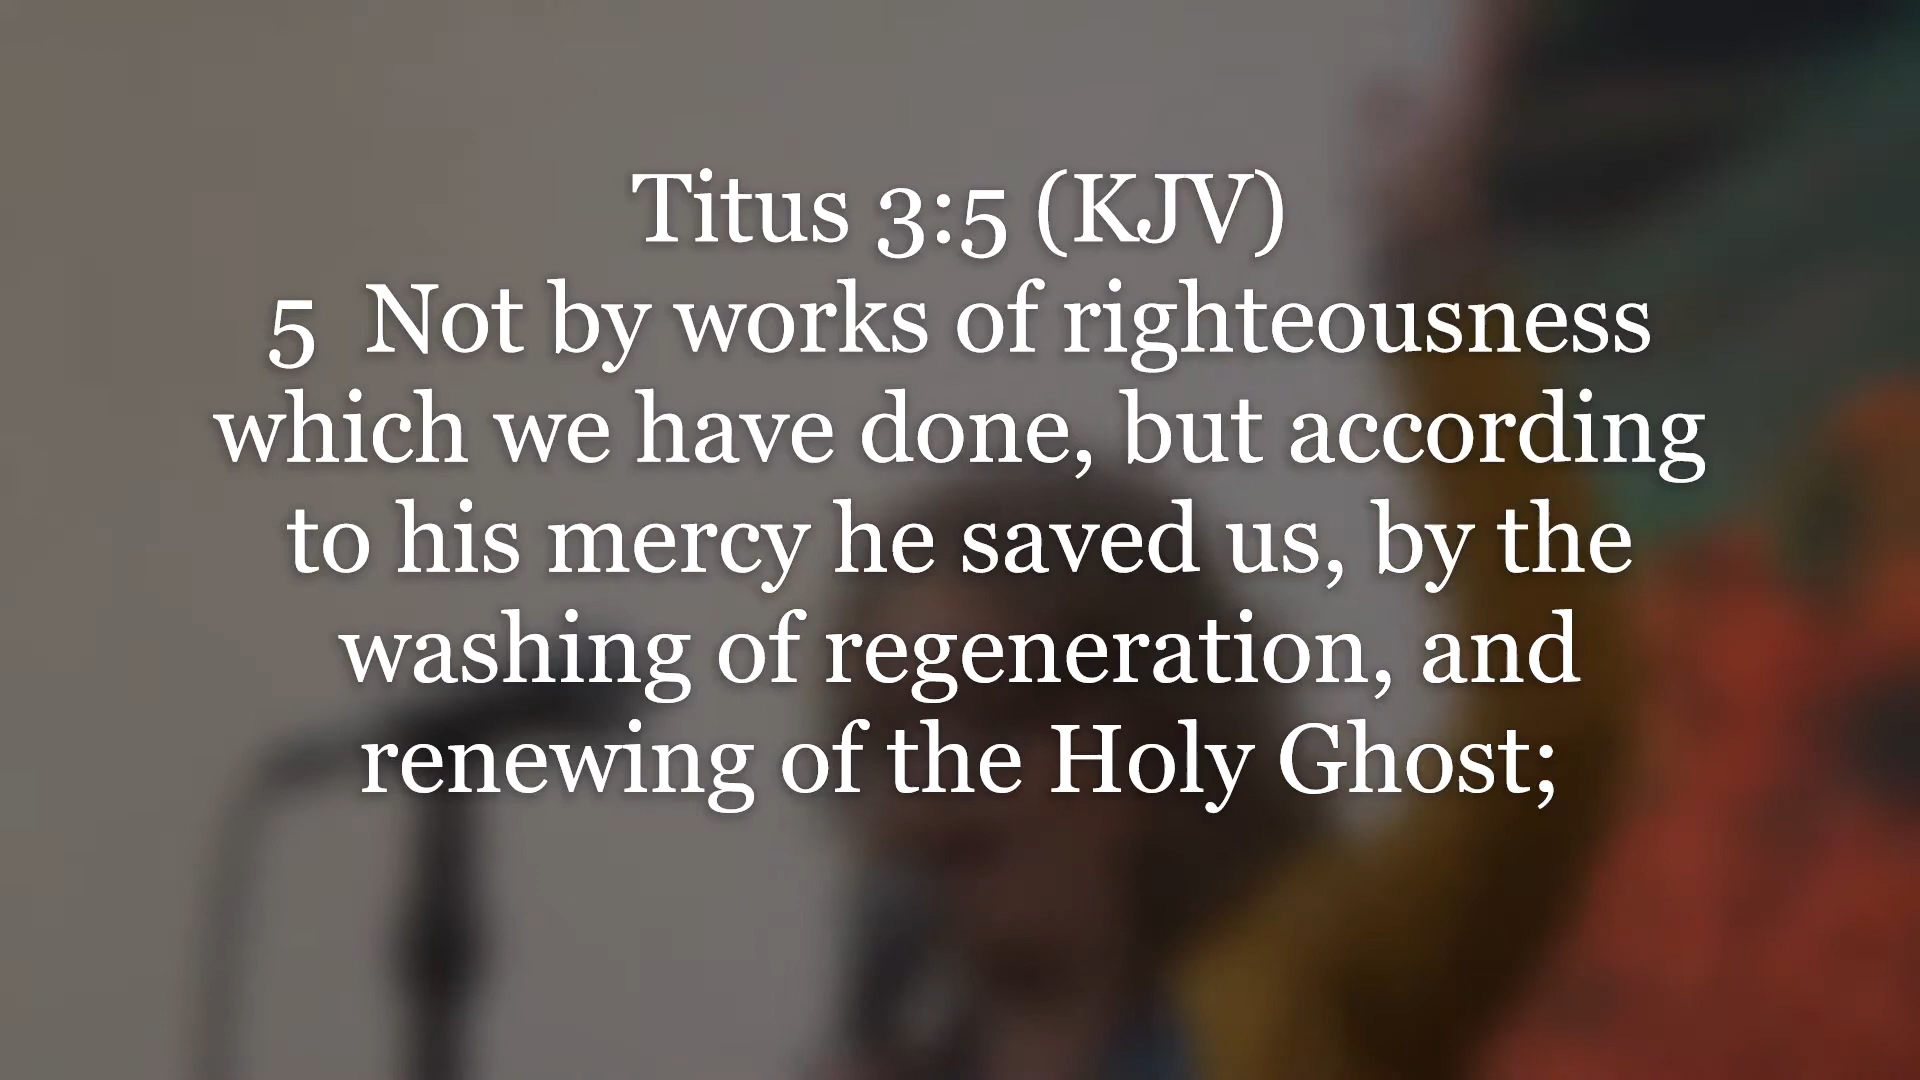 Titus 3:5 (KJV)
5  Not by works of righteousness
which we have done, but according
to his mercy he saved us, by the
washing of regeneration, and
renewing of the Holy Ghost;